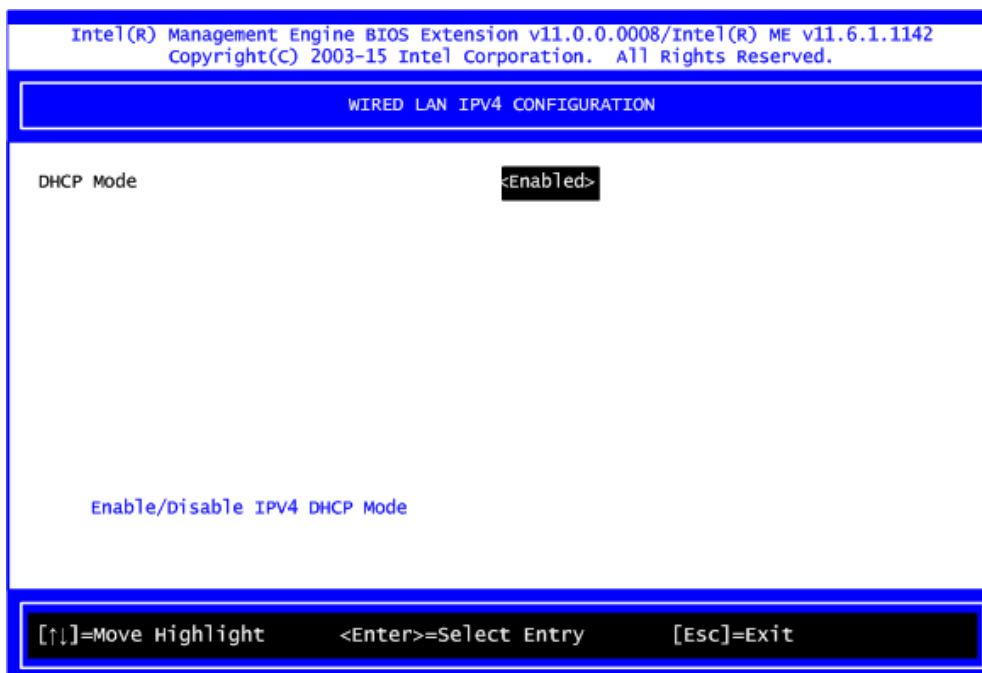 Intel(R) Management Engine BIOS Extension v11.0.0.0008/Intel(R) ME v11.6.1.1142
Copyright(C) 2003-15 Intel Corporation. All Rights Reserved.
WIRED LAN IPV4 CONFIGURATION
DHCP Mode <Enabled>
Enable/Disable IPV4 DHCP Mode
[↑↓]=Move Highlight <Enter>=Select Entry [Esc]=Exit